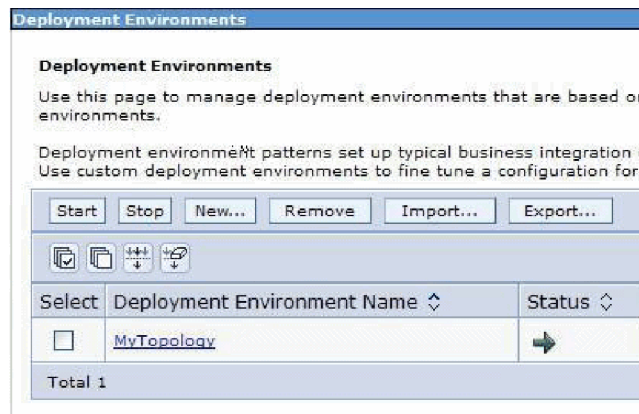 Deployment Environments
Deployment Environments
Use this page to manage deployment environments that are based o
environments.
Deployment environment patterns set up typical business integration
Use custom deployment environments to fine tune a configuration for
Start Stop New... Remove Import... Export...
Select Deployment Environment Name Status
MyTopology
Total 1